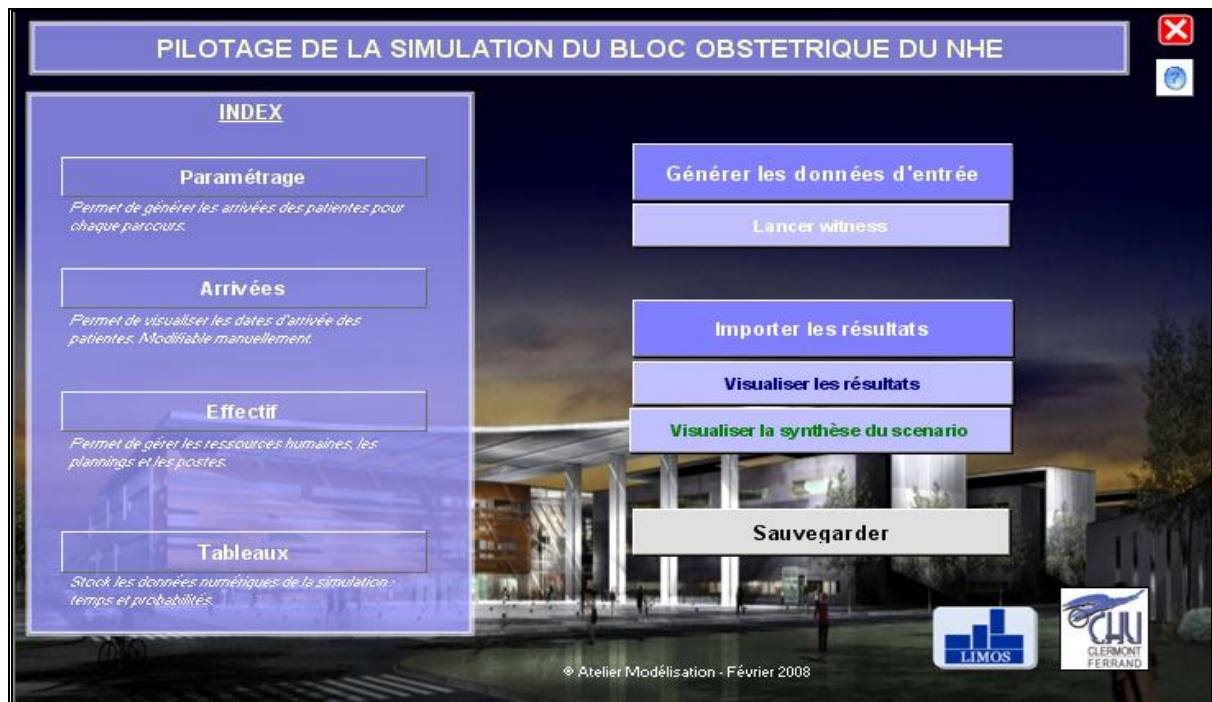 PILOTAGE DE LA SIMULATION DU BLOC OBSTETRIQUE DU NHE
INDEX
Paramétrage
Permet de générer les arrivées des patientes pour
chaque parcours.
Arrivées
Permet de visualiser les dates d'arrivée des
patientes. Modifiable manuellement.
Effectif
Permet de gérer les ressources humaines, les
plannings et les postes.
Tableaux
Stock les données numériques de la simulation :
temps et probabilités.
Générer les données d'entrée
Lancer witness
Importer les résultats
Visualiser les résultats
Visualiser la synthèse du scenario
Sauvegarder
LIMOS
CHU
CLERMONT
FERRAND
® Atelier Modélisation - Février 2008